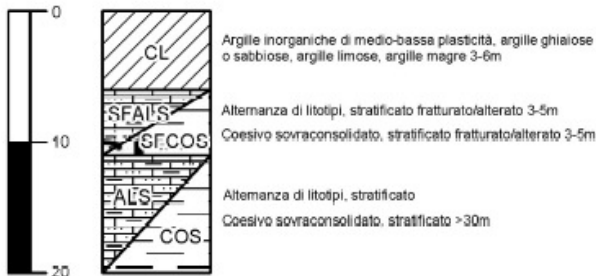 0
CL
Argille inorganiche di medio-bassa plasticità, argille ghiaiose
o sabbiose, argille limose, argille magre 3-6m
SFALS
Alternanza di litotipi, stratificato fratturato/alterato 3-5m
10
SFCOS
Coesivo sovraconsolidato, stratificato fratturato/alterato 3-5m
ALS
Alternanza di litotipi, stratificato
COS
Coesivo sovraconsolidato, stratificato >30m
20